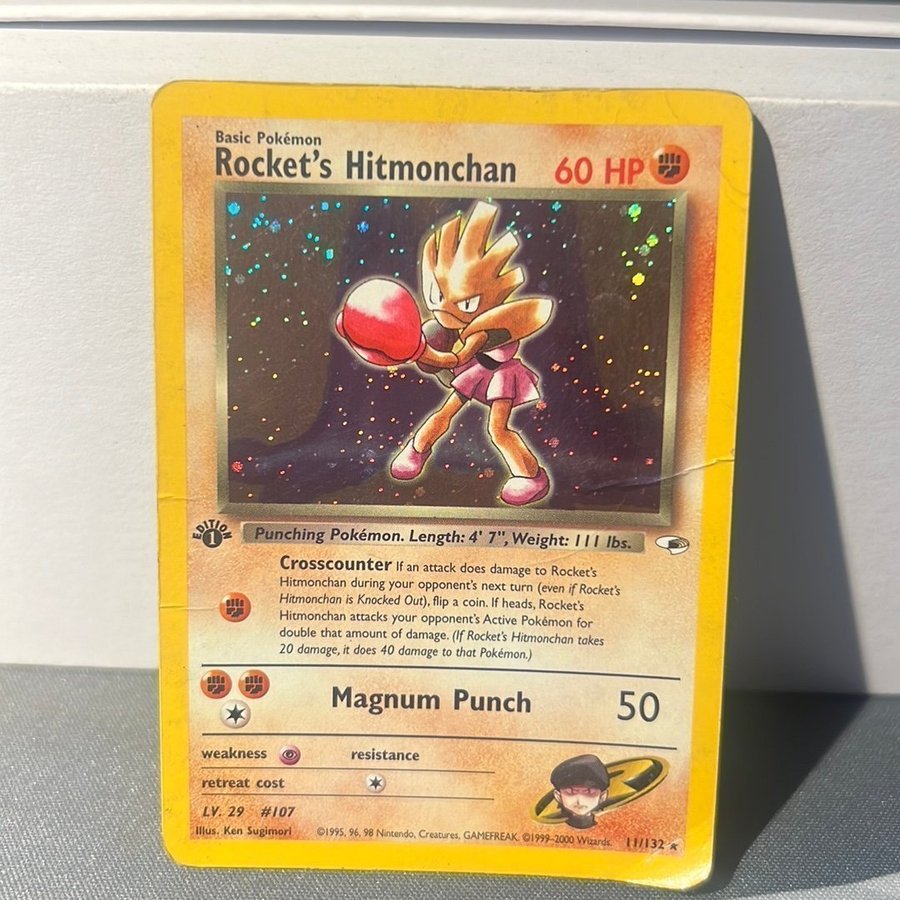 Basic Pokémon
Rocket's Hitmonchan 60 HP
EDITION 1
Punching Pokémon. Length: 4' 7", Weight: 111 lbs.
Crosscounter If an attack does damage to Rocket's
Hitmonchan during your opponent's next turn (even if Rocket's
Hitmonchan is Knocked Out), flip a coin. If heads, Rocket's
Hitmonchan attacks your opponent's Active Pokémon for
double that amount of damage. (If Rocket's Hitmonchan takes
20 damage, it does 40 damage to that Pokémon.)
Magnum Punch 50
weakness resistance
retreat cost
LV. 29 #107
Illus. Ken Sugimori ©1995, 96, 98 Nintendo, Creatures, GAMEFREAK. ©1999-2000 Wizards. 11/132 ★